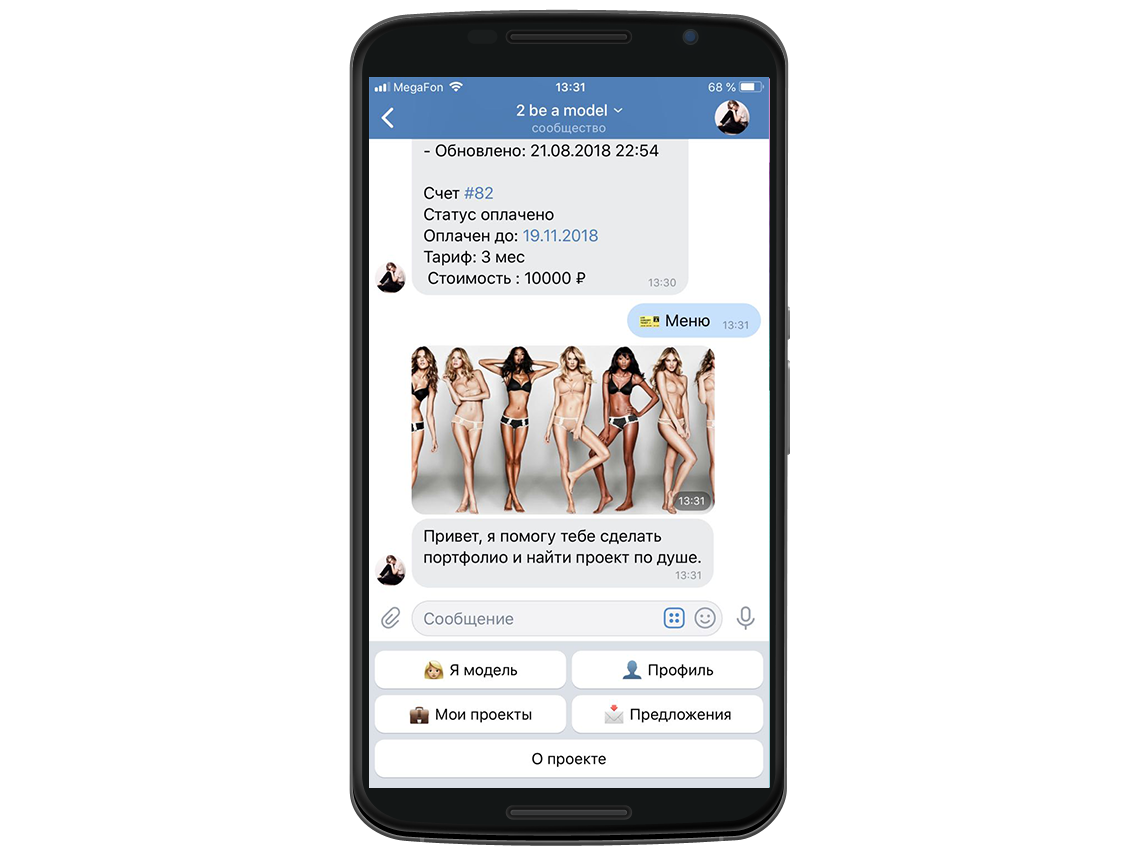 MegaFon 13:31 68 %
2 be a model
сообщество
- Обновлено: 21.08.2018 22:54
Счет #82
Статус оплачено
Оплачен до: 19.11.2018
Тариф: 3 мес
Стоимость : 10000 ₽
13:30
Меню 13:31
13:31
Привет, я помогу тебе сделать
портфолио и найти проект по душе.
13:31
Сообщение
Я модель
Профиль
Мои проекты
Предложения
О проекте